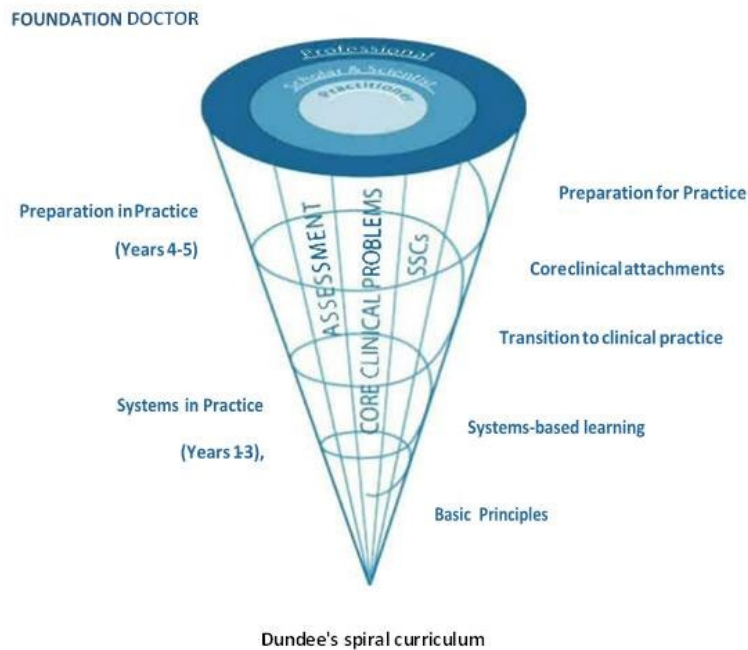 FOUNDATION DOCTOR
Professional
Scholar & Scientist
Practitioner
Preparation in Practice
(Years 4-5)
ASSESSMENT
CORE CLINICAL PROBLEMS
SSCs
Preparation for Practice
Core clinical attachments
Transition to clinical practice
Systems in Practice
(Years 1-3),
Systems-based learning
Basic Principles
Dundee's spiral curriculum